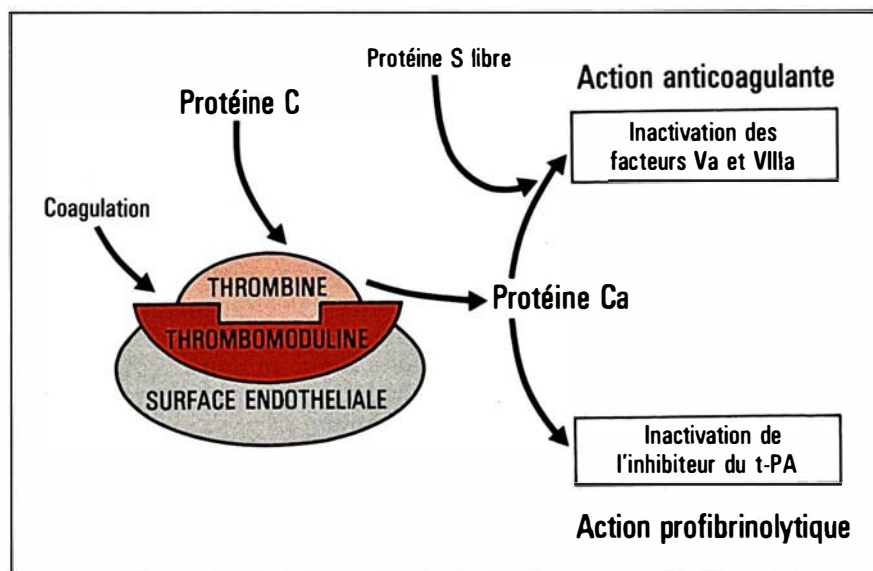 Protéine S libre
Action anticoagulante
Protéine C
Inactivation des
facteurs Va et VIIIa
Coagulation
THROMBINE
Protéine Ca
THROMBOMODULINE
SURFACE ENDOTHELIALE
Inactivation de
l'inhibiteur du t-PA
Action profibrinolytique